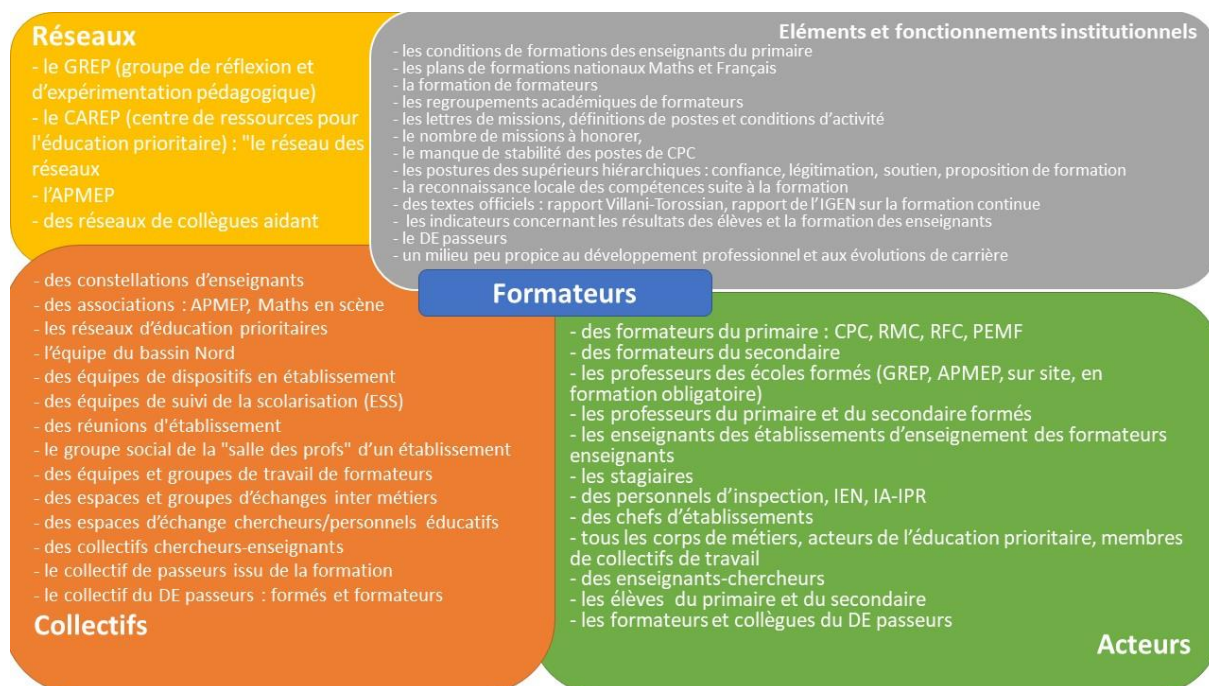 Réseaux
- le GREP (groupe de réflexion et
d'expérimentation pédagogique)
- le CAREP (centre de ressources pour
l'éducation prioritaire) : "le réseau des
réseaux
- l'APMEP
- des réseaux de collègues aidant
Eléments et fonctionnements institutionnels
- les conditions de formations des enseignants du primaire
- les plans de formations nationaux Maths et Français
- la formation de formateurs
- les regroupements académiques de formateurs
- les lettres de missions, définitions de postes et conditions d'activité
- le nombre de missions à honorer,
- le manque de stabilité des postes de CPC
- les postures des supérieurs hiérarchiques : confiance, légitimation, soutien, proposition de formation
- la reconnaissance locale des compétences suite à la formation
- des textes officiels : rapport Villani-Torossian, rapport de l'IGEN sur la formation continue
- les indicateurs concernant les résultats des élèves et la formation des enseignants
- le DE passeurs
- un milieu peu propice au développement professionnel et aux évolutions de carrière
Formateurs
- des constellations d'enseignants
- des associations : APMEP, Maths en scène
- les réseaux d'éducation prioritaires
- l'équipe du bassin Nord
- des équipes de dispositifs en établissement
- des équipes de suivi de la scolarisation (ESS)
- des réunions d'établissement
- le groupe social de la "salle des profs" d'un établissement
- des équipes et groupes de travail de formateurs
- des espaces et groupes d'échanges inter métiers
- des espaces d'échange chercheurs/personnels éducatifs
- des collectifs chercheurs-enseignants
- le collectif de passeurs issu de la formation
- le collectif du DE passeurs : formés et formateurs
Collectifs
- des formateurs du primaire : CPC, RMC, RFC, PEMF
- des formateurs du secondaire
- les professeurs des écoles formés (GREP, APMEP, sur site, en
formation obligatoire)
- les professeurs du primaire et du secondaire formés
- les enseignants des établissements d'enseignement des formateurs
enseignants
- les stagiaires
- des personnels d'inspection, IEN, IA-IPR
- des chefs d'établissements
- tous les corps de métiers, acteurs de l'éducation prioritaire, membres
de collectifs de travail
- des enseignants-chercheurs
- les élèves du primaire et du secondaire
- les formateurs et collègues du DE passeurs
Acteurs